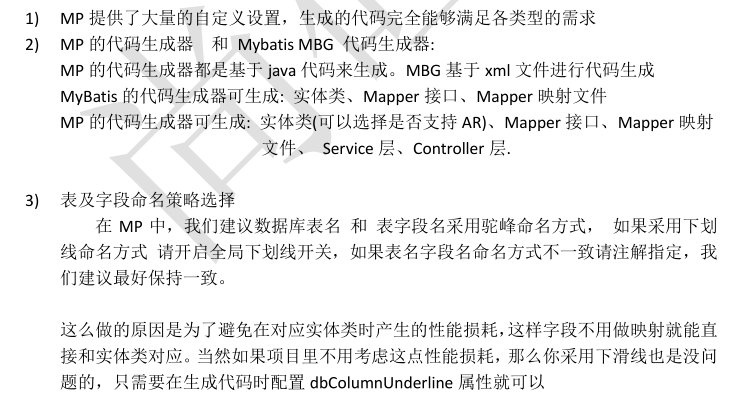 1) MP 提供了大量的自定义设置，生成的代码完全能够满足各类型的需求
2) MP 的代码生成器 和 Mybatis MBG 代码生成器:
MP 的代码生成器都是基于 java 代码来生成。MBG 基于 xml 文件进行代码生成
MyBatis 的代码生成器可生成: 实体类、Mapper 接口、Mapper 映射文件
MP 的代码生成器可生成: 实体类(可以选择是否支持 AR)、Mapper 接口、Mapper 映射
文件、 Service 层、Controller 层.
3) 表及字段命名策略选择
在 MP 中，我们建议数据库表名 和 表字段名采用驼峰命名方式， 如果采用下划
线命名方式 请开启全局下划线开关，如果表名字段名命名方式不一致请注解指定，我
们建议最好保持一致。
这么做的原因是为了避免在对应实体类时产生的性能损耗，这样字段不用做映射就能直
接和实体类对应。当然如果项目里不用考虑这点性能损耗，那么你采用下滑线也是没问
题的，只需要在生成代码时配置 dbColumnUnderline 属性就可以